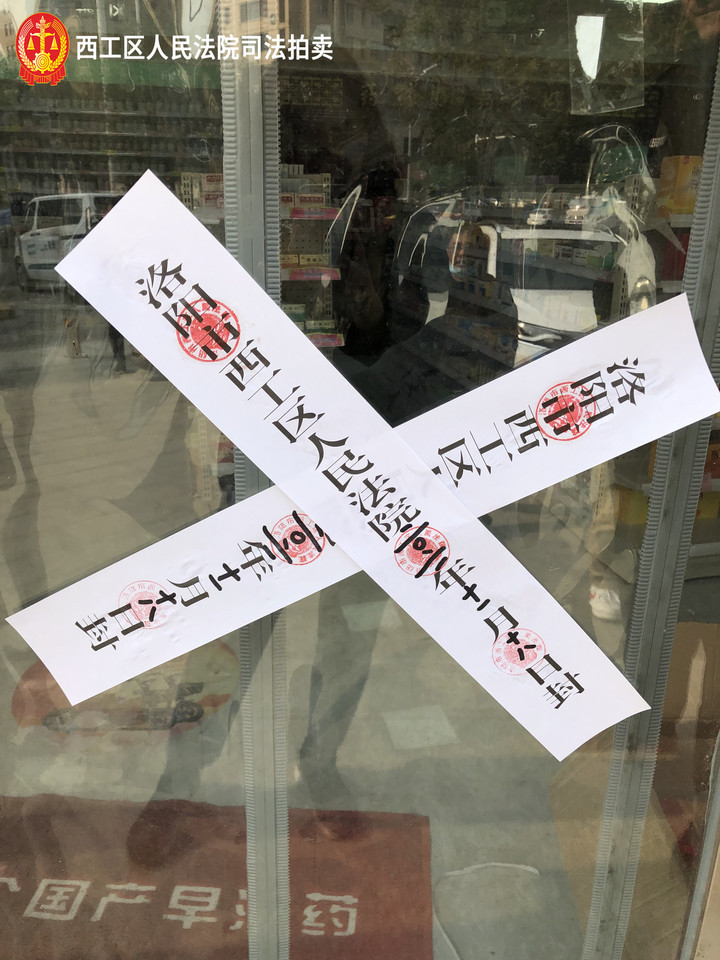 西工区人民法院司法拍卖
洛阳市西工区人民法院二〇二一年十一月十八日封
洛阳市西工区
年十一月十八日封
国产早泄药